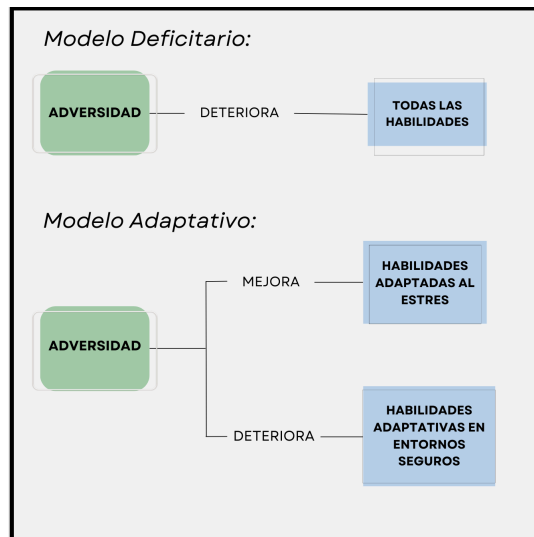 Modelo Deficitario:
ADVERSIDAD
DETERIORA
TODAS LAS
HABILIDADES
Modelo Adaptativo:
ADVERSIDAD
MEJORA
HABILIDADES
ADAPTADAS AL
ESTRES
DETERIORA
HABILIDADES
ADAPTATIVAS EN
ENTORNOS
SEGUROS